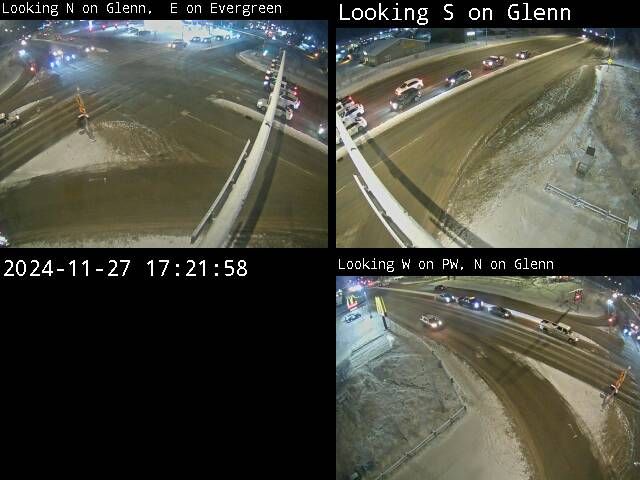 Looking N on Glenn,  E on Evergreen
Looking S on Glenn
2024-11-27 17:21:58
Looking W on PW, N on Glenn